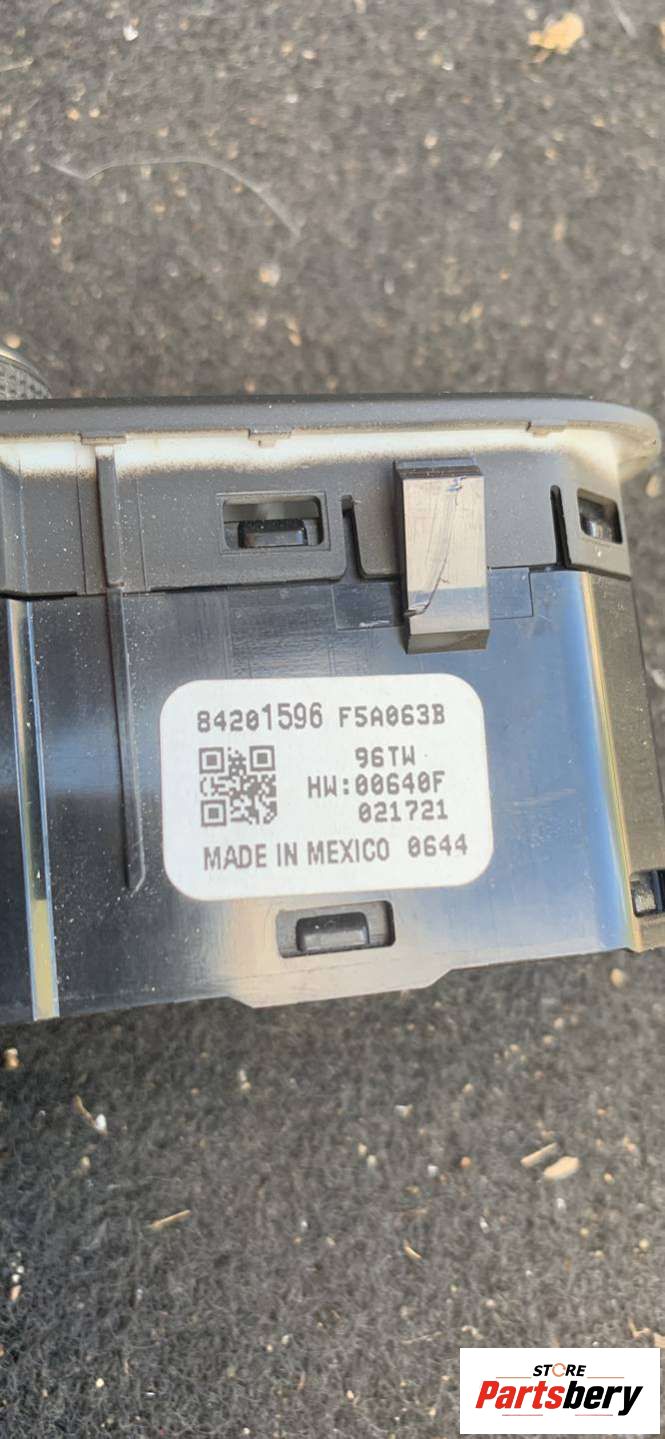 84201596 F5A063B
96TW
HW:00640F
021721
MADE IN MEXICO 0644
STORE
Partsbery